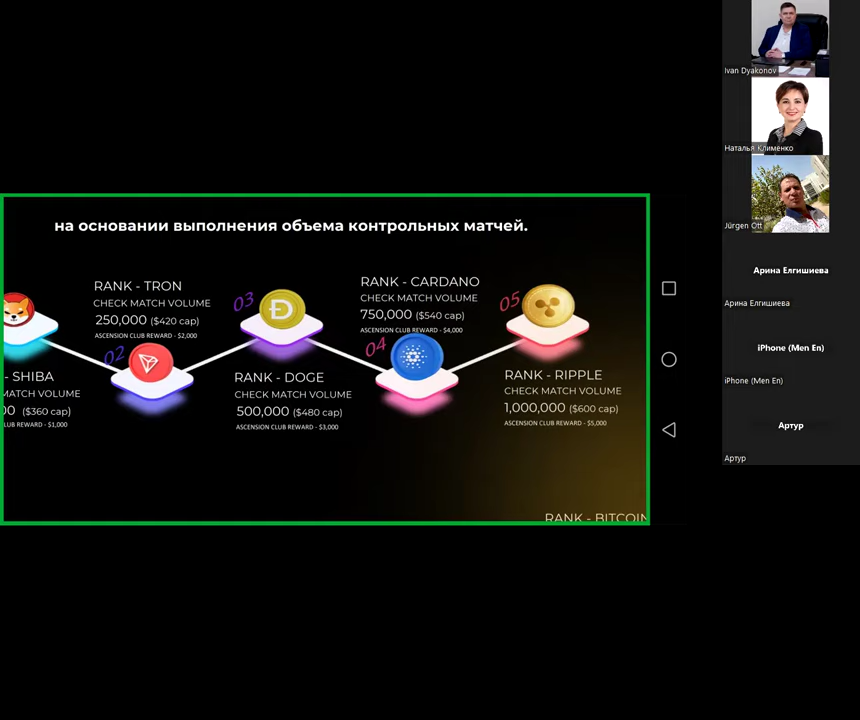 на основании выполнения объема контрольных матчей.
- SHIBA
MATCH VOLUME
00 ($360 cap)
LUB REWARD - $1,000
02
RANK - TRON
CHECK MATCH VOLUME
250,000 ($420 cap)
ASCENSION CLUB REWARD - $2,000
03
RANK - DOGE
CHECK MATCH VOLUME
500,000 ($480 cap)
ASCENSION CLUB REWARD - $3,000
04
RANK - CARDANO
CHECK MATCH VOLUME
750,000 ($540 cap)
ASCENSION CLUB REWARD - $4,000
05
RANK - RIPPLE
CHECK MATCH VOLUME
1,000,000 ($600 cap)
ASCENSION CLUB REWARD - $5,000
RANK - BITCOIN
Ivan Dyakonov
Наталья Клименко
Jürgen Ott
Арина Елгишиева
Арина Елгишиева
iPhone (Men En)
iPhone (Men En)
Артур
Артур